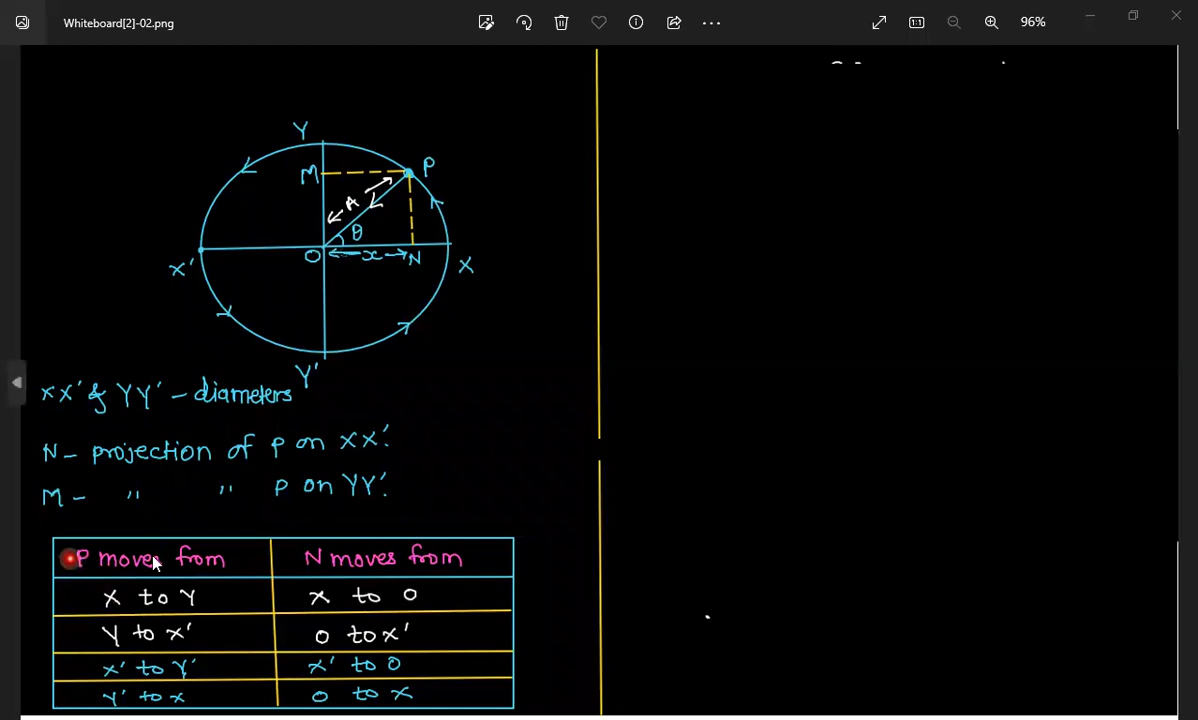 Whiteboard[2]-02.png
96%
Y
M
P
A
θ
O
x
N
X'
X
Y'
XX' & YY' - diameters
N - projection of P on XX'.
M - " " P on YY'.
P moves from N moves from
X to Y X to O
Y to X' O to X'
X' to Y' X' to O
Y' to X O to X